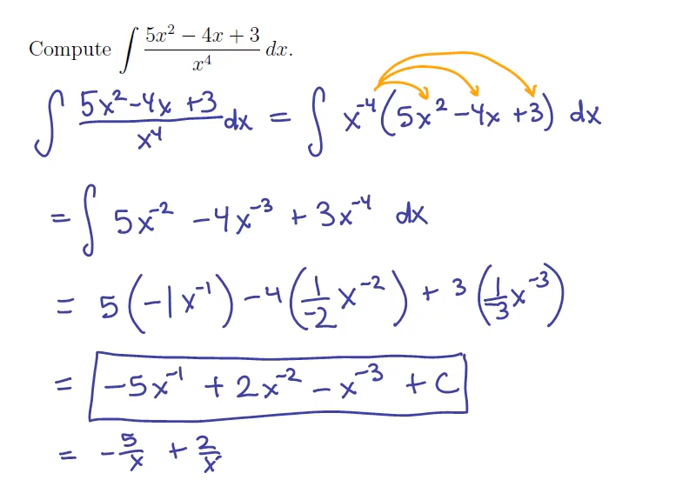 Compute ∫ (5x² − 4x + 3)/x⁴ dx.
∫ (5x²−4x+3)/x⁴ dx = ∫ x⁻⁴(5x²−4x+3) dx
= ∫ 5x⁻² −4x⁻³ + 3x⁻⁴ dx
= 5(−1x⁻¹) −4(1/−2 x⁻²) + 3(1/−3 x⁻³)
= −5x⁻¹ + 2x⁻² − x⁻³ + C
= −5/x + 2/x